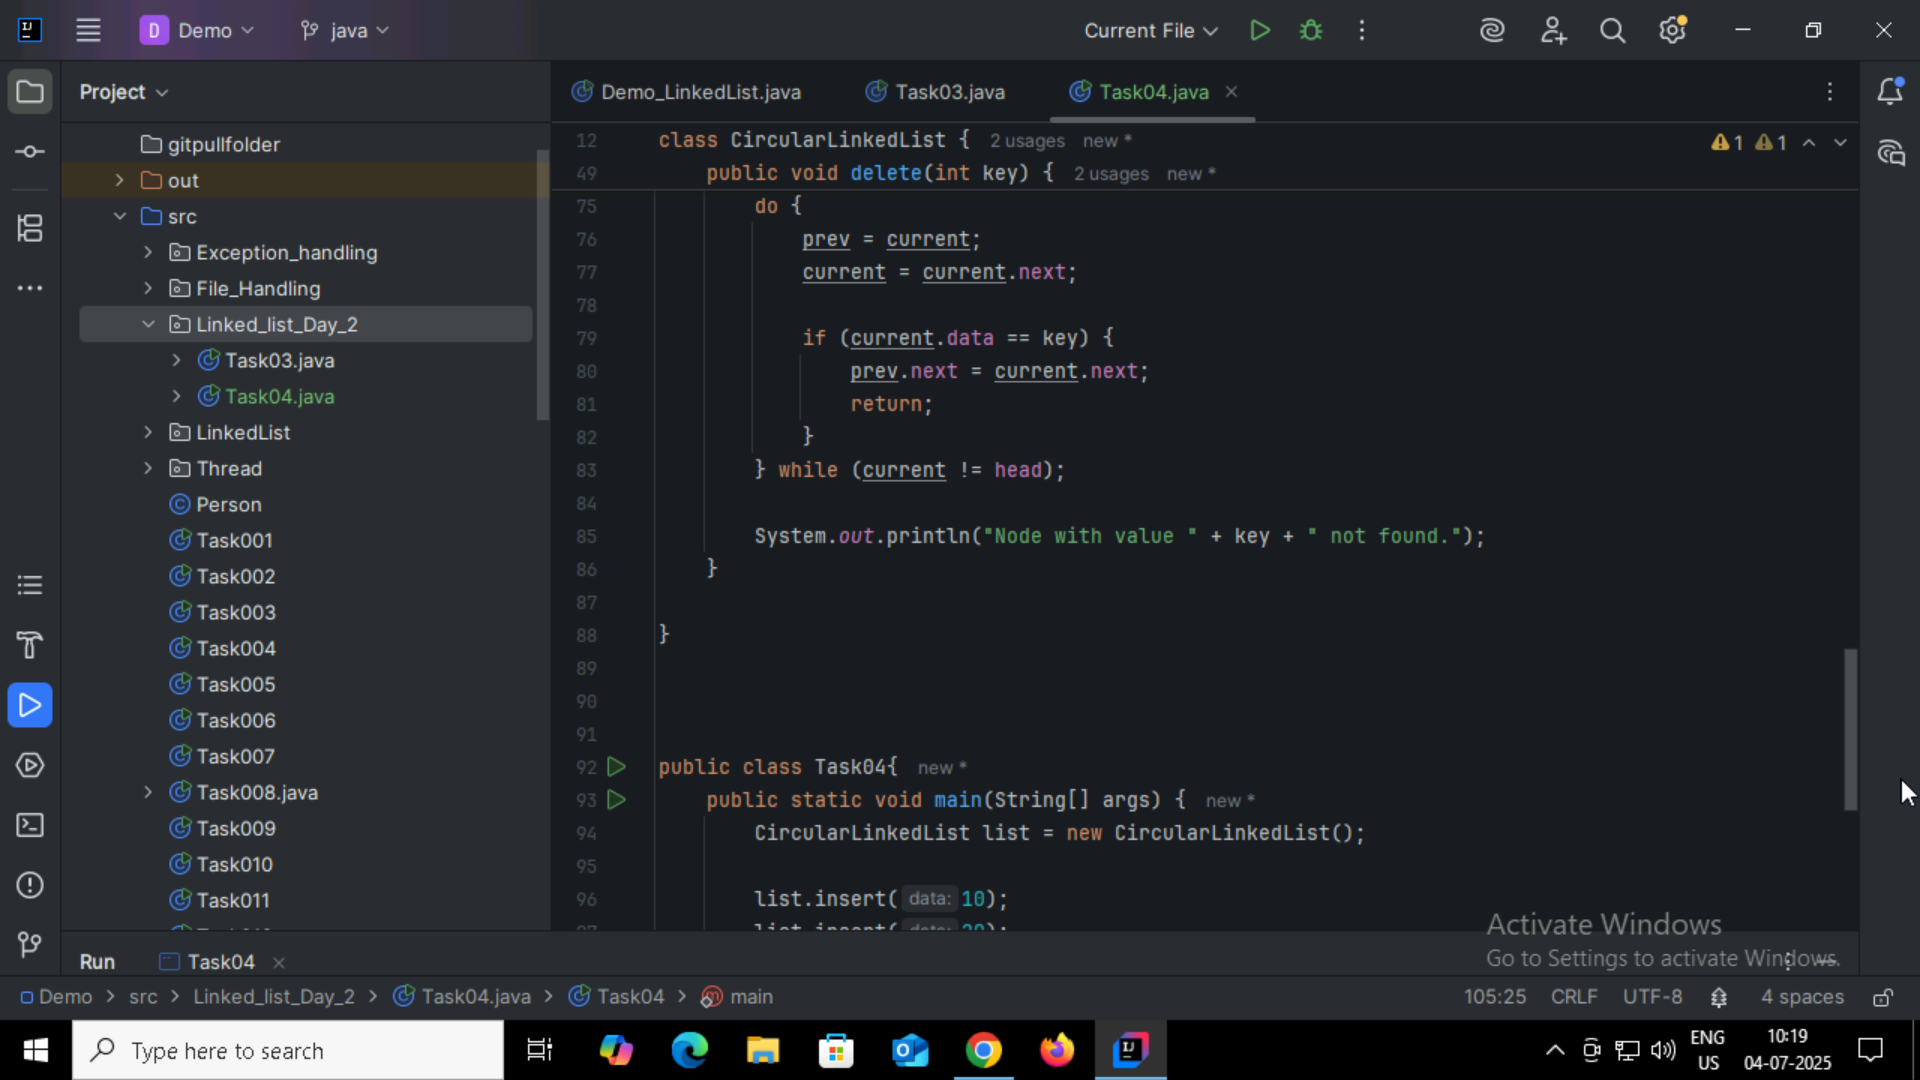 D Demo java Current File
Project Demo_LinkedList.java Task03.java Task04.java
gitpullfolder
out
src
Exception_handling
File_Handling
Linked_list_Day_2
Task03.java
Task04.java
LinkedList
Thread
Person
Task001
Task002
Task003
Task004
Task005
Task006
Task007
Task008.java
Task009
Task010
Task011
12 class CircularLinkedList { 2 usages new *
1 1
49 public void delete(int key) { 2 usages new *
75 do {
76 prev = current;
77 current = current.next;
78
79 if (current.data == key) {
80 prev.next = current.next;
81 return;
82 }
83 } while (current != head);
84
85 System.out.println("Node with value " + key + " not found.");
86 }
87
88 }
89
90
91
92 public class Task04{ new *
93 public static void main(String[] args) { new *
94 CircularLinkedList list = new CircularLinkedList();
95
96 list.insert( data: 10);
97 list.insert( data: 20);
Activate Windows
Go to Settings to activate Windows.
Run Task04
Demo > src > Linked_list_Day_2 > Task04.java > Task04 > main 105:25 CRLF UTF-8 4 spaces
Type here to search
ENG
US
10:19
04-07-2025